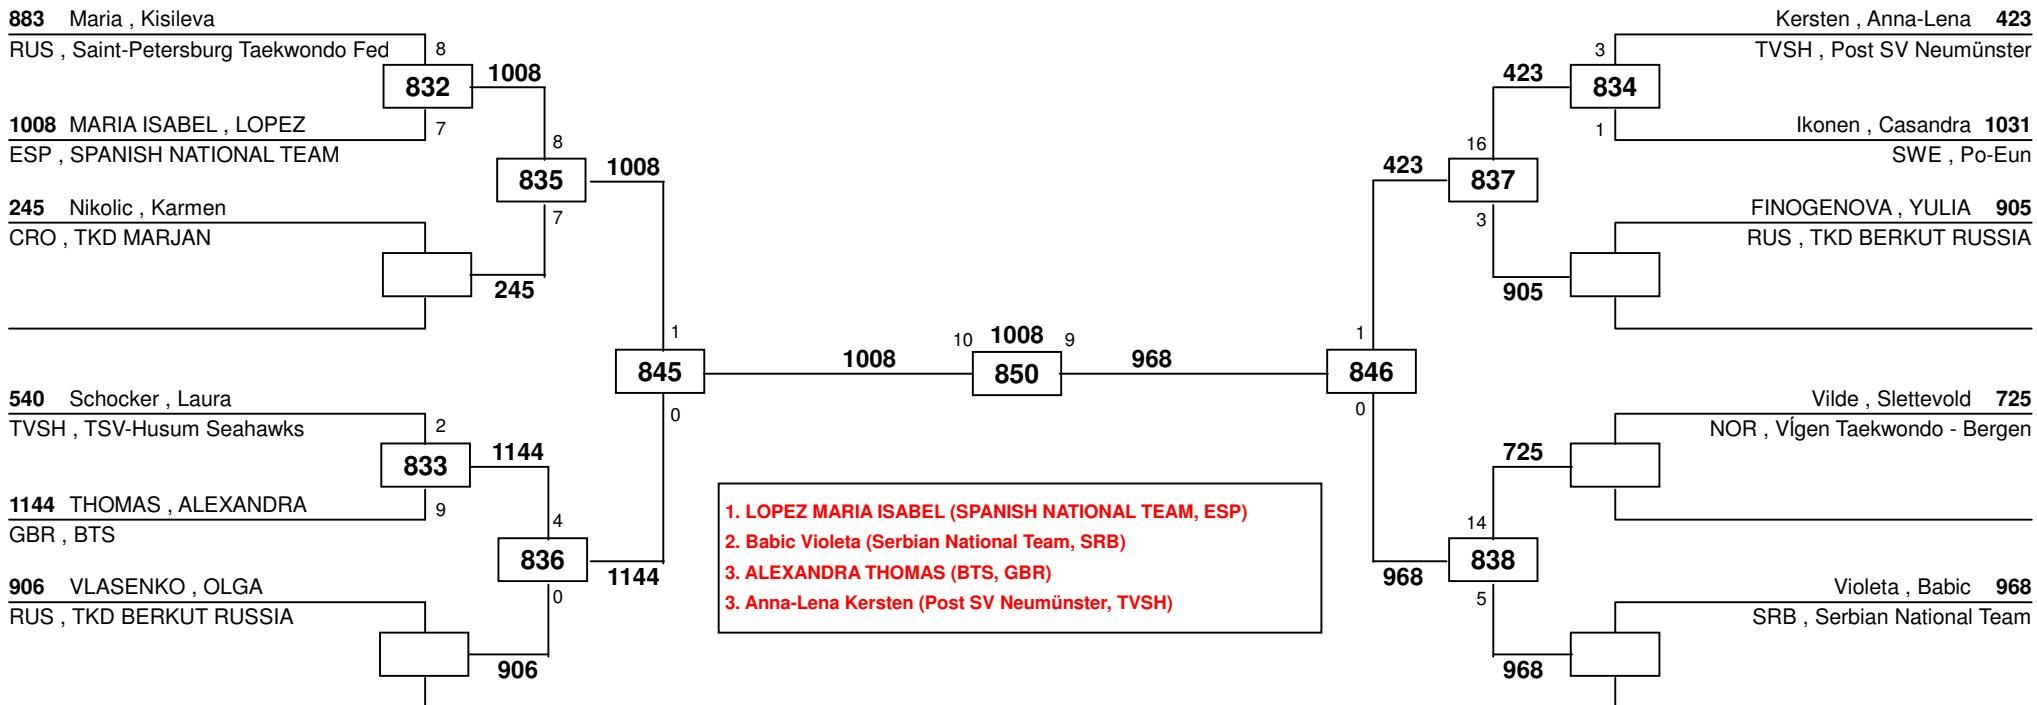 883 Maria , Kisileva
RUS , Saint-Petersburg Taekwondo Fed
8
832
1008
7
1008 MARIA ISABEL , LOPEZ
ESP , SPANISH NATIONAL TEAM
8
835
1008
7
245 Nikolic , Karmen
CRO , TKD MARJAN
245
1
845
1008
0
540 Schocker , Laura
TVSH , TSV-Husum Seahawks
2
833
1144
9
1144 THOMAS , ALEXANDRA
GBR , BTS
4
836
1144
0
906 VLASENKO , OLGA
RUS , TKD BERKUT RUSSIA
906
10 1008 9
850
968
1. LOPEZ MARIA ISABEL (SPANISH NATIONAL TEAM, ESP)
2. Babic Violeta (Serbian National Team, SRB)
3. ALEXANDRA THOMAS (BTS, GBR)
3. Anna-Lena Kersten (Post SV Neumünster, TVSH)
Kersten , Anna-Lena 423
TVSH , Post SV Neumünster
3
423
834
1
Ikonen , Casandra 1031
SWE , Po-Eun
16
423
837
3
FINOGENOVA , YULIA 905
RUS , TKD BERKUT RUSSIA
905
1
846
0
Vilde , Slettevold 725
NOR , VÍgen Taekwondo - Bergen
725
14
968
838
5
Violeta , Babic 968
SRB , Serbian National Team
968